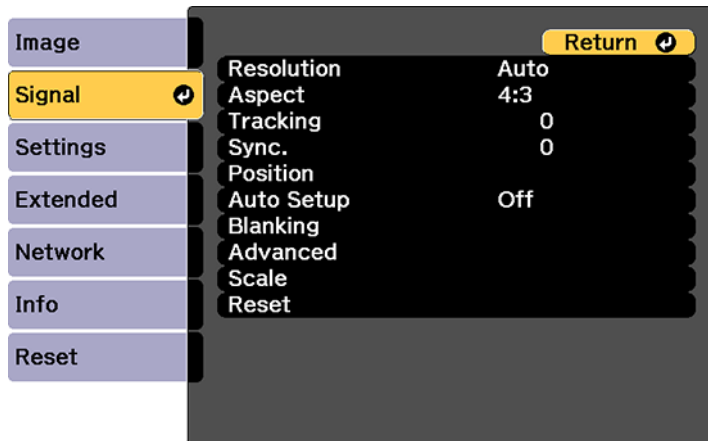 Image
Signal
Settings
Extended
Network
Info
Reset
Return
Resolution Auto
Aspect 4:3
Tracking 0
Sync. 0
Position
Auto Setup Off
Blanking
Advanced
Scale
Reset